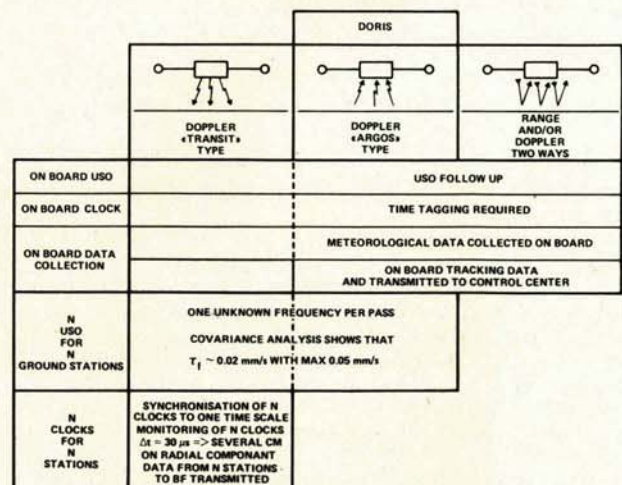 DORIS
DOPPLER
«TRANSIT»
TYPE
DOPPLER
«ARGOS»
TYPE
RANGE
AND/OR
DOPPLER
TWO WAYS
ON BOARD USO
USO FOLLOW UP
ON BOARD CLOCK
TIME TAGGING REQUIRED
ON BOARD DATA
COLLECTION
METEOROLOGICAL DATA COLLECTED ON BOARD
ON BOARD TRACKING DATA
AND TRANSMITTED TO CONTROL CENTER
N
USO
FOR
N
GROUND STATIONS
ONE UNKNOWN FREQUENCY PER PASS
COVARIANCE ANALYSIS SHOWS THAT
τf ~ 0.02 mm/s WITH MAX 0.05 mm/s
N
CLOCKS
FOR
N
STATIONS
SYNCHRONISATION OF N
CLOCKS TO ONE TIME SCALE
MONITORING OF N CLOCKS
Δt = 30 μs => SEVERAL CM
ON RADIAL COMPONANT
DATA FROM N STATIONS
TO BF TRANSMITTED